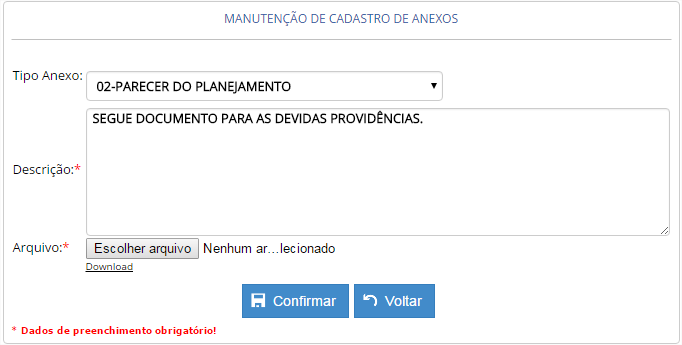 MANUTENÇÃO DE CADASTRO DE ANEXOS
Tipo Anexo: 02-PARECER DO PLANEJAMENTO
SEGUE DOCUMENTO PARA AS DEVIDAS PROVIDÊNCIAS.
Descrição:*
Arquivo:* Escolher arquivo Nenhum ar...lecionado
Download
Confirmar Voltar
* Dados de preenchimento obrigatório!